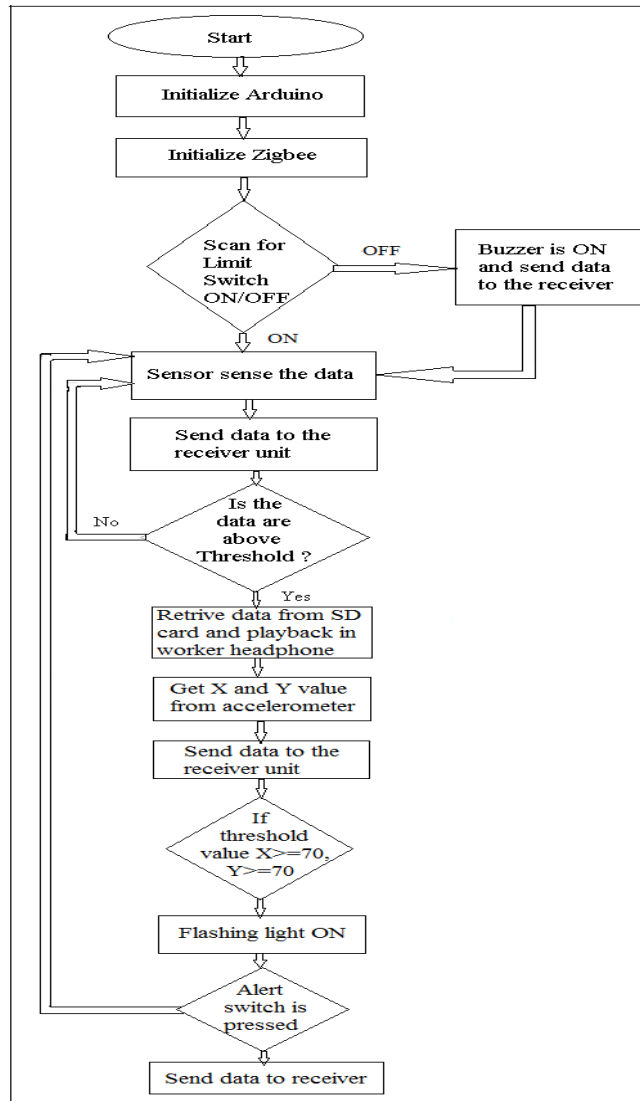 Start
Initialize Arduino
Initialize Zigbee
Scan for
Limit
Switch
ON/OFF
OFF
Buzzer is ON
and send data
to the receiver
ON
Sensor sense the data
Send data to the
receiver unit
Is the
data are
above
Threshold ?
No
Yes
Retrive data from SD
card and playback in
worker headphone
Get X and Y value
from accelerometer
Send data to the
receiver unit
If
threshold
value X>=70,
Y>=70
Flashing light ON
Alert
switch is
pressed
Send data to receiver